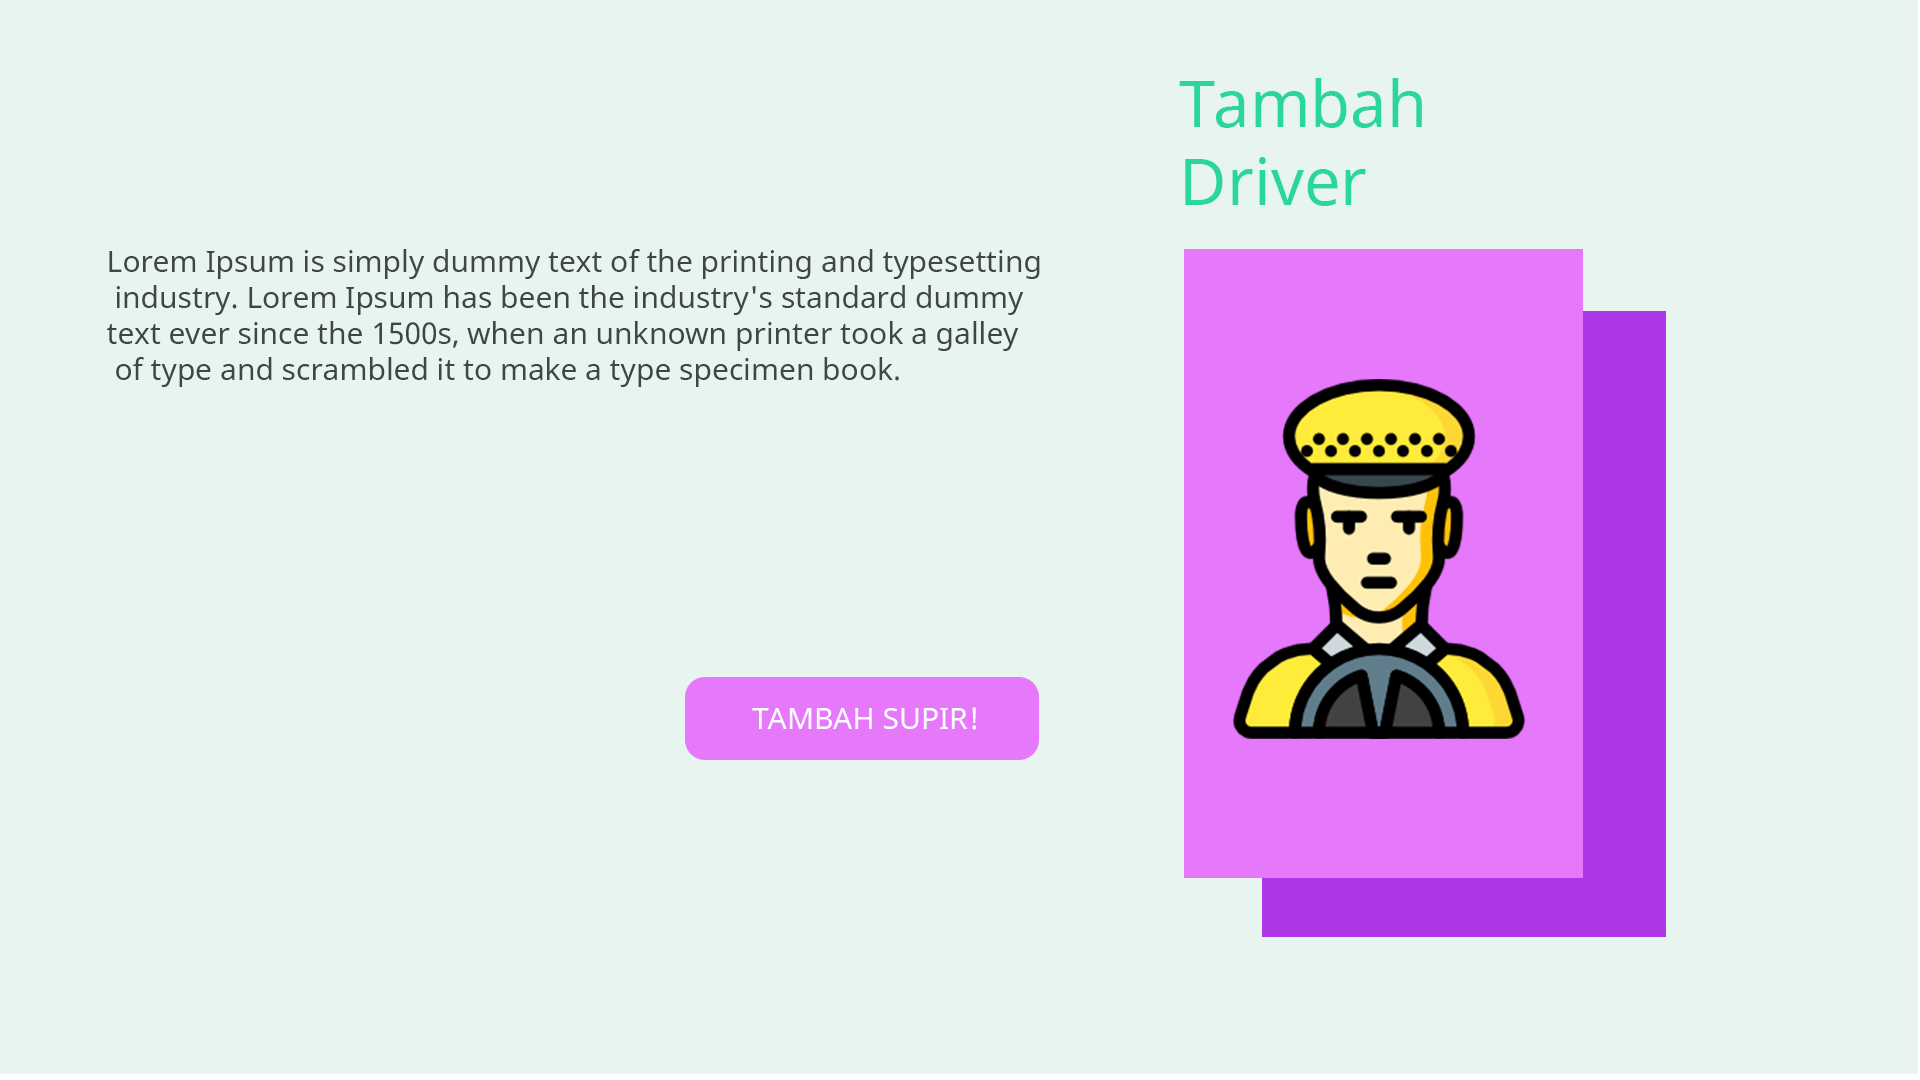 Tambah
Driver
Lorem Ipsum is simply dummy text of the printing and typesetting
industry. Lorem Ipsum has been the industry's standard dummy
text ever since the 1500s, when an unknown printer took a galley
of type and scrambled it to make a type specimen book.
TAMBAH SUPIR!